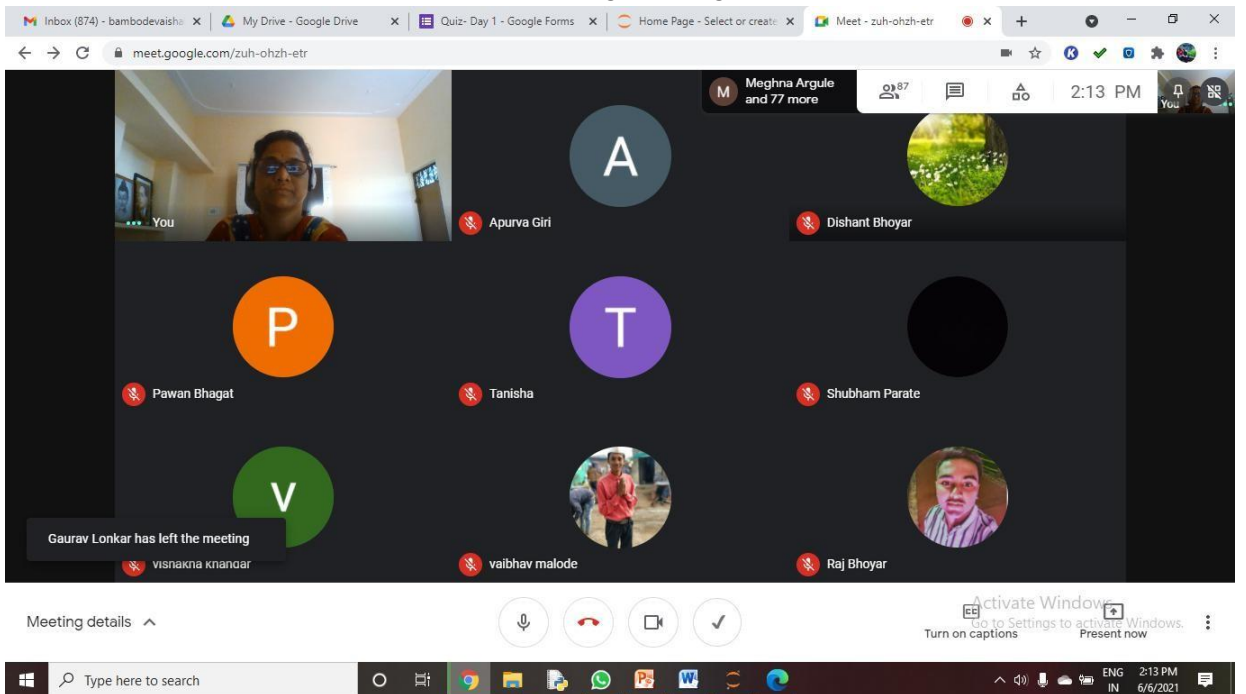 Inbox (874) - bambodevaisha
My Drive - Google Drive
Quiz- Day 1 - Google Forms
Home Page - Select or create
Meet - zuh-ohzh-etr
meet.google.com/zuh-ohzh-etr
M
Meghna Argule
and 77 more
87
2:13 PM
You
You
A
Apurva Giri
Dishant Bhoyar
P
Pawan Bhagat
T
Tanisha
Shubham Parate
V
Gaurav Lonkar has left the meeting
vaibhav malode
Raj Bhoyar
Meeting details
Activate Windows
Go to Settings to activate Windows.
Turn on captions
Present now
Type here to search
ENG
IN
2:13 PM
6/6/2021